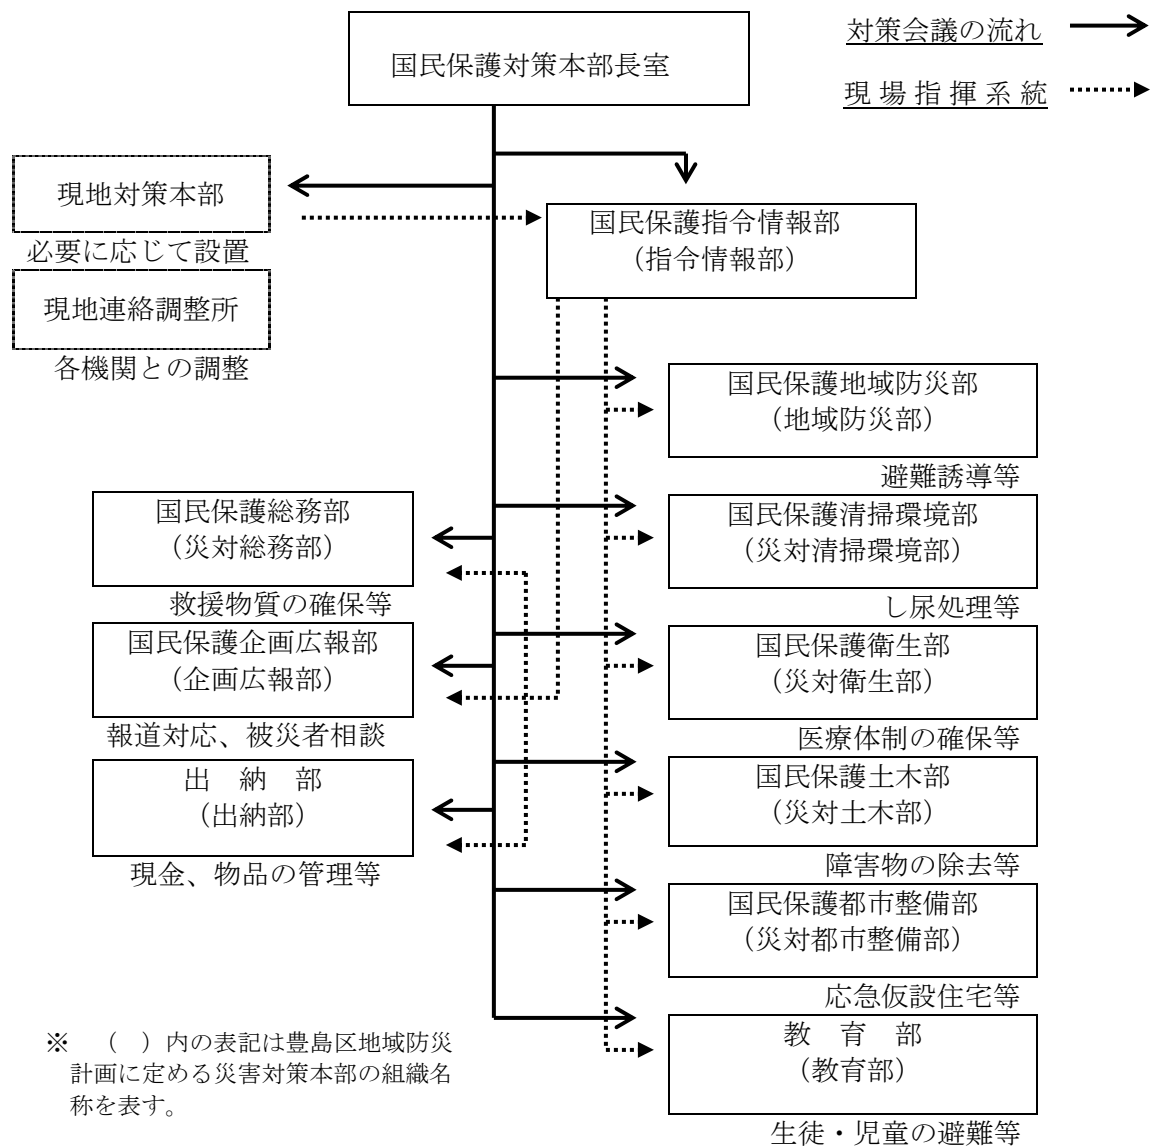 国民保護対策本部長室
対策会議の流れ
現場指揮系統
現地対策本部
必要に応じて設置
現地連絡調整所
各機関との調整
国民保護指令情報部
（指令情報部）
国民保護地域防災部
（地域防災部）
避難誘導等
国民保護総務部
（災対総務部）
救援物質の確保等
国民保護清掃環境部
（災対清掃環境部）
し尿処理等
国民保護企画広報部
（企画広報部）
報道対応、被災者相談
国民保護衛生部
（災対衛生部）
医療体制の確保等
出　納　部
（出納部）
現金、物品の管理等
国民保護土木部
（災対土木部）
障害物の除去等
国民保護都市整備部
（災対都市整備部）
応急仮設住宅等
教　育　部
（教育部）
生徒・児童の避難等
※　（　）内の表記は豊島区地域防災
計画に定める災害対策本部の組織名
称を表す。